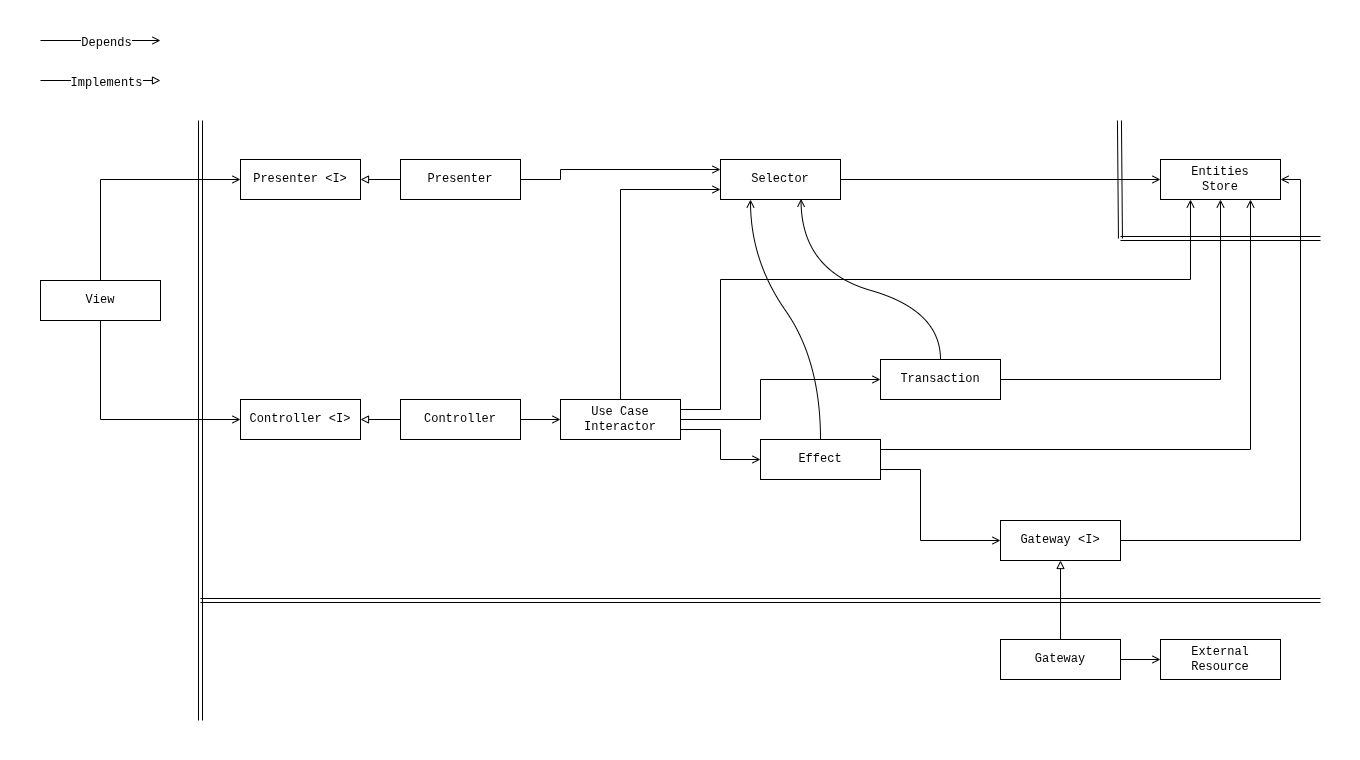 Depends
Implements
Presenter <I>
Presenter
Selector
Entities
Store
View
Transaction
Controller <I>
Controller
Use Case
Interactor
Effect
Gateway <I>
Gateway
External
Resource